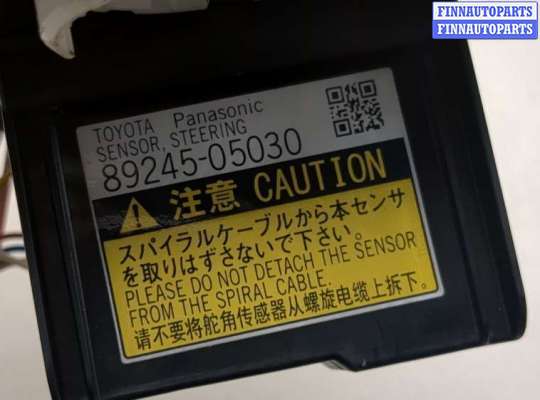 FINNAUTOPARTS
FINNAUTOPARTS
TOYOTA Panasonic
SENSOR, STEERING
89245-05030
注意 CAUTION
スパイラルケーブルから本センサ
を取りはずさないで下さい。
PLEASE DO NOT DETACH THE SENSOR
FROM THE SPIRAL CABLE.
请不要将舵角传感器从螺旋电缆上拆下。